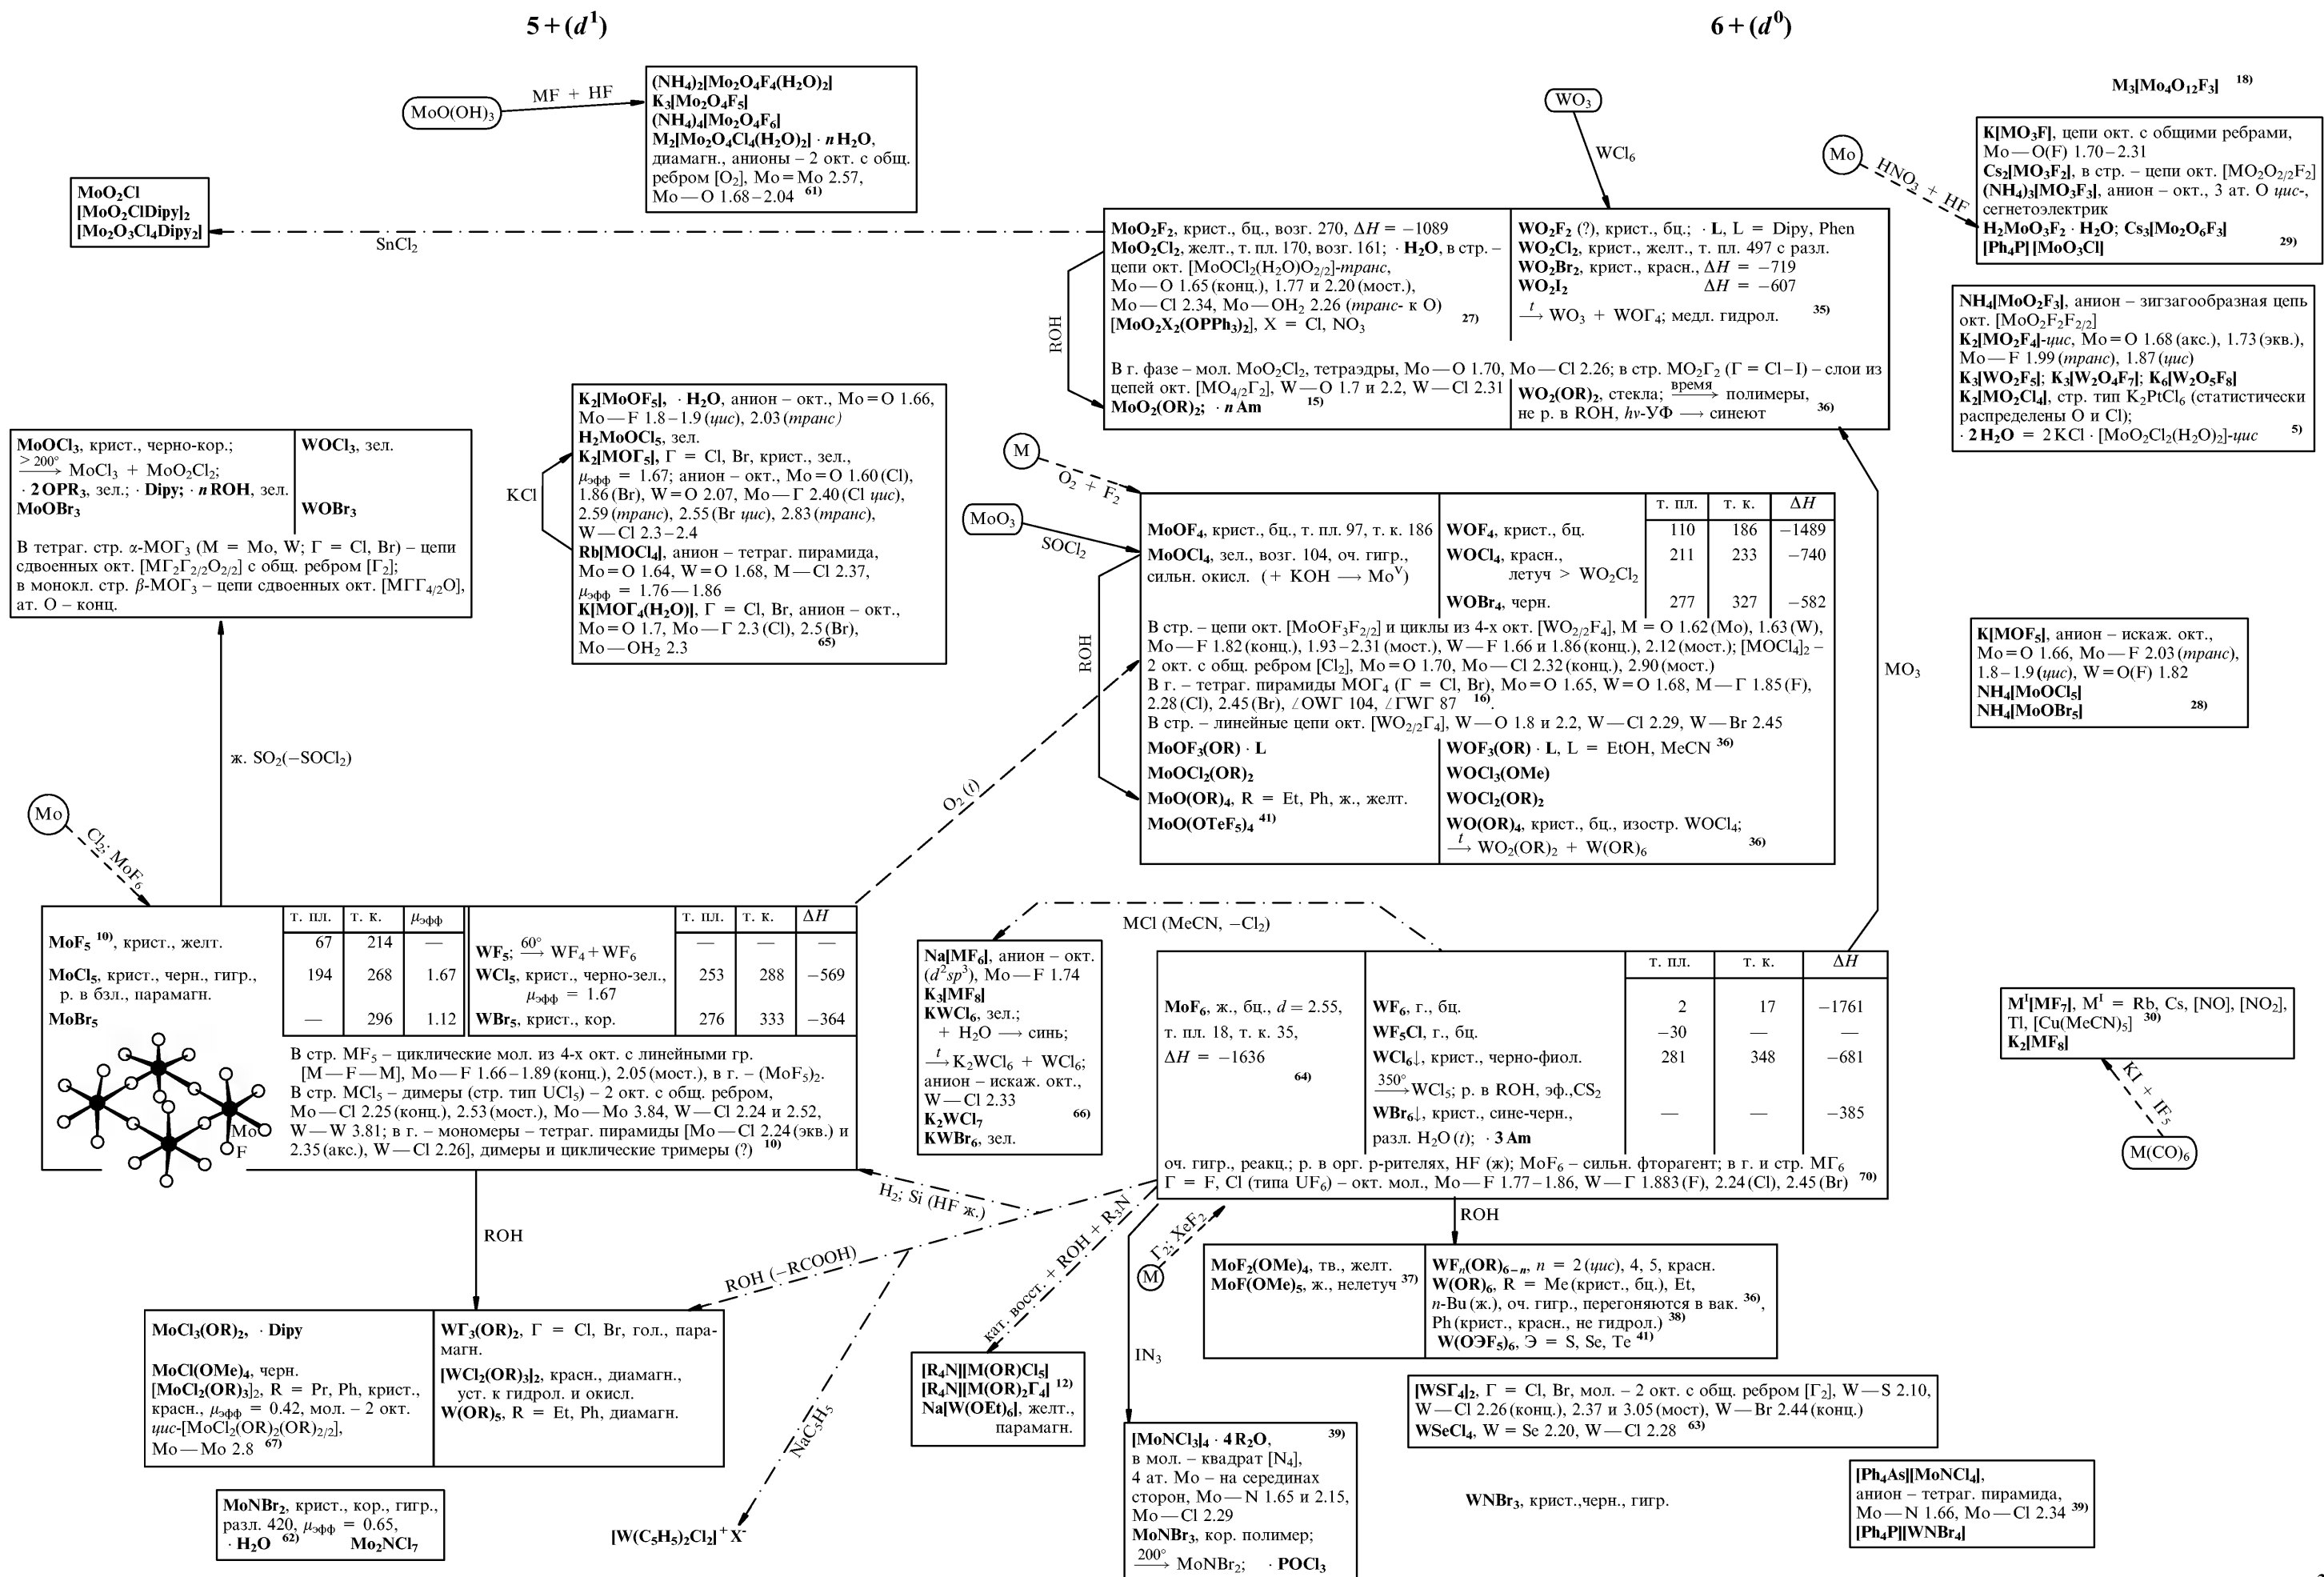 5+(d¹)
6+(d⁰)
MoO(OH)₃
MF + HF
(NH₄)₂[Mo₂O₄F₄(H₂O)₂]
K₃[Mo₂O₄F₅]
(NH₄)₄[Mo₂O₄F₆]
M₂[Mo₂O₄Cl₄(H₂O)₂] · nH₂O,
диамагн., анионы – 2 окт. с общ.
ребром [O₂], Mo=Mo 2.57,
Mo—O 1.68–2.04 ⁶¹⁾
MoO₂Cl
[MoO₂ClDipy]₂
[Mo₂O₃Cl₄Dipy₂]
SnCl₂
WO₃
WCl₆
Mo
HNO₃ + HF
M₃[Mo₄O₁₂F₃] ¹⁸⁾
K[MO₃F], цепи окт. с общими ребрами,
Mo—O(F) 1.70–2.31
Cs₂[MO₃F₂], в стр. – цепи окт. [MO₂O₂/₂F₂]
(NH₄)₃[MO₃F₃], анион – окт., 3 ат. O цис-,
сегнетоэлектрик
H₂MoO₃F₂ · H₂O; Cs₃[Mo₂O₆F₃]
[Ph₄P][MoO₃Cl] ²⁹⁾
MoO₂F₂, крист., бц., возг. 270, ΔH = −1089
MoO₂Cl₂, желт., т. пл. 170, возг. 161; · H₂O, в стр. –
цепи окт. [MoOCl₂(H₂O)O₂/₂]-транс,
Mo—O 1.65 (конц.), 1.77 и 2.20 (мост.),
Mo—Cl 2.34, Mo—OH₂ 2.26 (транс- к O)
[MoO₂X₂(OPPh₃)₂], X = Cl, NO₃ ²⁷⁾
WO₂F₂ (?), крист., бц.; · L, L = Dipy, Phen
WO₂Cl₂, крист., желт., т. пл. 497 с разл.
WO₂Br₂, крист., красн., ΔH = −719
WO₂I₂ ΔH = −607
t⟶ WO₃ + WOГ₄; медл. гидрол. ³⁵⁾
В г. фазе – мол. MoO₂Cl₂, тетраэдры, Mo—O 1.70, Mo—Cl 2.26; в стр. MO₂Г₂ (Г = Cl–I) – слои из
цепей окт. [MO₄/₂Г₂], W—O 1.7 и 2.2, W—Cl 2.31
MoO₂(OR)₂; · nAm ¹⁵⁾
WO₂(OR)₂, стекла; время⟶ полимеры,
не р. в ROH, hν-УФ ⟶ синеют ³⁶⁾
ROH
NH₄[MoO₂F₃], анион – зигзагообразная цепь
окт. [MoO₂F₂F₂/₂]
K₂[MO₂F₄]-цис, Mo=O 1.68 (акс.), 1.73 (экв.),
Mo—F 1.99 (транс), 1.87 (цис)
K₃[WO₂F₅]; K₃[W₂O₄F₇]; K₆[W₂O₅F₈]
K₂[MO₂Cl₄], стр. тип K₂PtCl₆ (статистически
распределены O и Cl);
· 2H₂O = 2KCl · [MoO₂Cl₂(H₂O)₂]-цис ⁵⁾
MoOCl₃, крист., черно-кор.;
>200°⟶ MoCl₃ + MoO₂Cl₂;
· 2OPR₃, зел.; · Dipy; · nROH, зел.
MoOBr₃
WOCl₃, зел.
WOBr₃
В тетраг. стр. α-MOГ₃ (M = Mo, W; Г = Cl, Br) – цепи
сдвоенных окт. [MГ₂Г₂/₂O₂/₂] с общ. ребром [Г₂];
в монокл. стр. β-MOГ₃ – цепи сдвоенных окт. [MГГ₄/₂O],
ат. O – конц.
K₂[MoOF₅], · H₂O, анион – окт., Mo=O 1.66,
Mo—F 1.8–1.9 (цис), 2.03 (транс)
H₂MoOCl₅, зел.
K₂[MOГ₅], Г = Cl, Br, крист., зел.,
μэфф = 1.67; анион – окт., Mo=O 1.60 (Cl),
1.86 (Br), W=O 2.07, Mo—Г 2.40 (Cl цис),
2.59 (транс), 2.55 (Br цис), 2.83 (транс),
W—Cl 2.3–2.4
Rb[MOCl₄], анион – тетраг. пирамида,
Mo=O 1.64, W=O 1.68, M—Cl 2.37,
μэфф = 1.76—1.86
K[MOГ₄(H₂O)], Г = Cl, Br, анион – окт.,
Mo=O 1.7, Mo—Г 2.3 (Cl), 2.5 (Br),
Mo—OH₂ 2.3 ⁶⁵⁾
KCl
M
O₂ + F₂
MoO₃
SOCl₂
т. пл. т. к. ΔH
MoOF₄, крист., бц., т. пл. 97, т. к. 186
MoOCl₄, зел., возг. 104, оч. гигр.,
сильн. окисл. (+ KOH ⟶ Moⱽ)
WOF₄, крист., бц. 110 186 −1489
WOCl₄, красн., 211 233 −740
летуч > WO₂Cl₂
WOBr₄, черн. 277 327 −582
В стр. – цепи окт. [MoOF₃F₂/₂] и циклы из 4-х окт. [WO₂/₂F₄], M=O 1.62 (Mo), 1.63 (W),
Mo—F 1.82 (конц.), 1.93–2.31 (мост.), W—F 1.66 и 1.86 (конц.), 2.12 (мост.); [MOCl₄]₂ –
2 окт. с общ. ребром [Cl₂], Mo=O 1.70, Mo—Cl 2.32 (конц.), 2.90 (мост.)
В г. – тетраг. пирамиды MOГ₄ (Г = Cl, Br), Mo=O 1.65, W=O 1.68, M—Г 1.85 (F),
2.28 (Cl), 2.45 (Br), ∠OWГ 104, ∠ГWГ 87 ¹⁶⁾.
В стр. – линейные цепи окт. [WO₂/₂Г₄], W—O 1.8 и 2.2, W—Cl 2.29, W—Br 2.45
MoOF₃(OR) · L
MoOCl₂(OR)₂
MoO(OR)₄, R = Et, Ph, ж., желт.
MoO(OTeF₅)₄ ⁴¹⁾
WOF₃(OR) · L, L = EtOH, MeCN ³⁶⁾
WOCl₃(OMe)
WOCl₂(OR)₂
WO(OR)₄, крист., бц., изостр. WOCl₄;
t⟶ WO₂(OR)₂ + W(OR)₆ ³⁶⁾
ROH
MO₃
K[MOF₅], анион – искаж. окт.,
Mo=O 1.66, Mo—F 2.03 (транс),
1.8–1.9 (цис), W=O(F) 1.82
NH₄[MoOCl₅]
NH₄[MoOBr₅] ²⁸⁾
ж. SO₂(−SOCl₂)
O₂ (t)
Mo
Cl₂; MoF₆
т. пл. т. к. μэфф
MoF₅ ¹⁰⁾, крист., желт. 67 214 —
MoCl₅, крист., черн., гигр., 194 268 1.67
р. в бзл., парамагн.
MoBr₅ — 296 1.12
т. пл. т. к. ΔH
WF₅; 60°⟶ WF₄+WF₆ — — —
WCl₅, крист., черно-зел., 253 288 −569
μэфф = 1.67
WBr₅, крист., кор. 276 333 −364
В стр. MF₅ – циклические мол. из 4-х окт. с линейными гр.
[M—F—M], Mo—F 1.66–1.89 (конц.), 2.05 (мост.), в г. – (MoF₅)₂.
В стр. MCl₅ – димеры (стр. тип UCl₅) – 2 окт. с общ. ребром,
Mo—Cl 2.25 (конц.), 2.53 (мост.), Mo—Mo 3.84, W—Cl 2.24 и 2.52,
W—W 3.81; в г. – мономеры – тетраг. пирамиды [Mo—Cl 2.24 (экв.) и
2.35 (акс.), W—Cl 2.26], димеры и циклические тримеры (?) ¹⁰⁾
Mo
F
MCl (MeCN, −Cl₂)
Na[MF₆], анион – окт.
(d²sp³), Mo—F 1.74
K₃[MF₈]
KWCl₆, зел.;
+ H₂O ⟶ синь;
t⟶ K₂WCl₆ + WCl₆;
анион – искаж. окт.,
W—Cl 2.33
K₂WCl₇ ⁶⁶⁾
KWBr₆, зел.
т. пл. т. к. ΔH
MoF₆, ж., бц., d = 2.55,
т. пл. 18, т. к. 35,
ΔH = −1636
⁶⁴⁾
WF₆, г., бц. 2 17 −1761
WF₅Cl, г., бц. −30 — —
WCl₆↓, крист., черно-фиол. 281 348 −681
350°⟶WCl₅; р. в ROH, эф.,CS₂
WBr₆↓, крист., сине-черн., — — −385
разл. H₂O (t); · 3Am
оч. гигр., реакц.; р. в орг. р-рителях, HF (ж); MoF₆ – сильн. фторагент; в г. и стр. MГ₆
Г = F, Cl (типа UF₆) – окт. мол., Mo—F 1.77–1.86, W—Г 1.883 (F), 2.24 (Cl), 2.45 (Br) ⁷⁰⁾
Mᴵ[MF₇], Mᴵ = Rb, Cs, [NO], [NO₂],
Tl, [Cu(MeCN)₅] ³⁰⁾
K₂[MF₈]
KI + IF₅
M(CO)₆
H₂; Si (HF ж.)
ROH
ROH (−RCOOH)
NaC₅H₅
кат. восст. + ROH + R₃N
Г₂; XeF₂
M
IN₃
ROH
MoF₂(OMe)₄, тв., желт.
MoF(OMe)₅, ж., нелетуч ³⁷⁾
WFₙ(OR)₆₋ₙ, n = 2 (цис), 4, 5, красн.
W(OR)₆, R = Me (крист., бц.), Et,
n-Bu (ж.), оч. гигр., перегоняются в вак. ³⁶⁾,
Ph (крист., красн., не гидрол.) ³⁸⁾
W(OЭF₅)₆, Э = S, Se, Te ⁴¹⁾
MoCl₃(OR)₂, · Dipy
MoCl(OMe)₄, черн.
[MoCl₂(OR)₃]₂, R = Pr, Ph, крист.,
красн., μэфф = 0.42, мол. – 2 окт.
цис-[MoCl₂(OR)₂(OR)₂/₂],
Mo—Mo 2.8 ⁶⁷⁾
WГ₃(OR)₂, Г = Cl, Br, гол., пара-
магн.
[WCl₂(OR)₃]₂, красн., диамагн.,
уст. к гидрол. и окисл.
W(OR)₅, R = Et, Ph, диамагн.
[R₄N][M(OR)Cl₅]
[R₄N][M(OR)₂Г₄] ¹²⁾
Na[W(OEt)₆], желт.,
парамагн.
[WSГ₄]₂, Г = Cl, Br, мол. – 2 окт. с общ. ребром [Г₂], W—S 2.10,
W—Cl 2.26 (конц.), 2.37 и 3.05 (мост), W—Br 2.44 (конц.)
WSeCl₄, W=Se 2.20, W—Cl 2.28 ⁶³⁾
MoNBr₂, крист., кор., гигр.,
разл. 420, μэфф = 0.65,
· H₂O ⁶²⁾ Mo₂NCl₇
[W(C₅H₅)₂Cl₂]⁺X⁻
[MoNCl₃]₄ · 4R₂O, ³⁹⁾
в мол. – квадрат [N₄],
4 ат. Mo – на серединах
сторон, Mo—N 1.65 и 2.15,
Mo—Cl 2.29
MoNBr₃, кор. полимер;
200°⟶ MoNBr₂; · POCl₃
WNBr₃, крист.,черн., гигр.
[Ph₄As][MoNCl₄],
анион – тетраг. пирамида,
Mo—N 1.66, Mo—Cl 2.34 ³⁹⁾
[Ph₄P][WNBr₄]